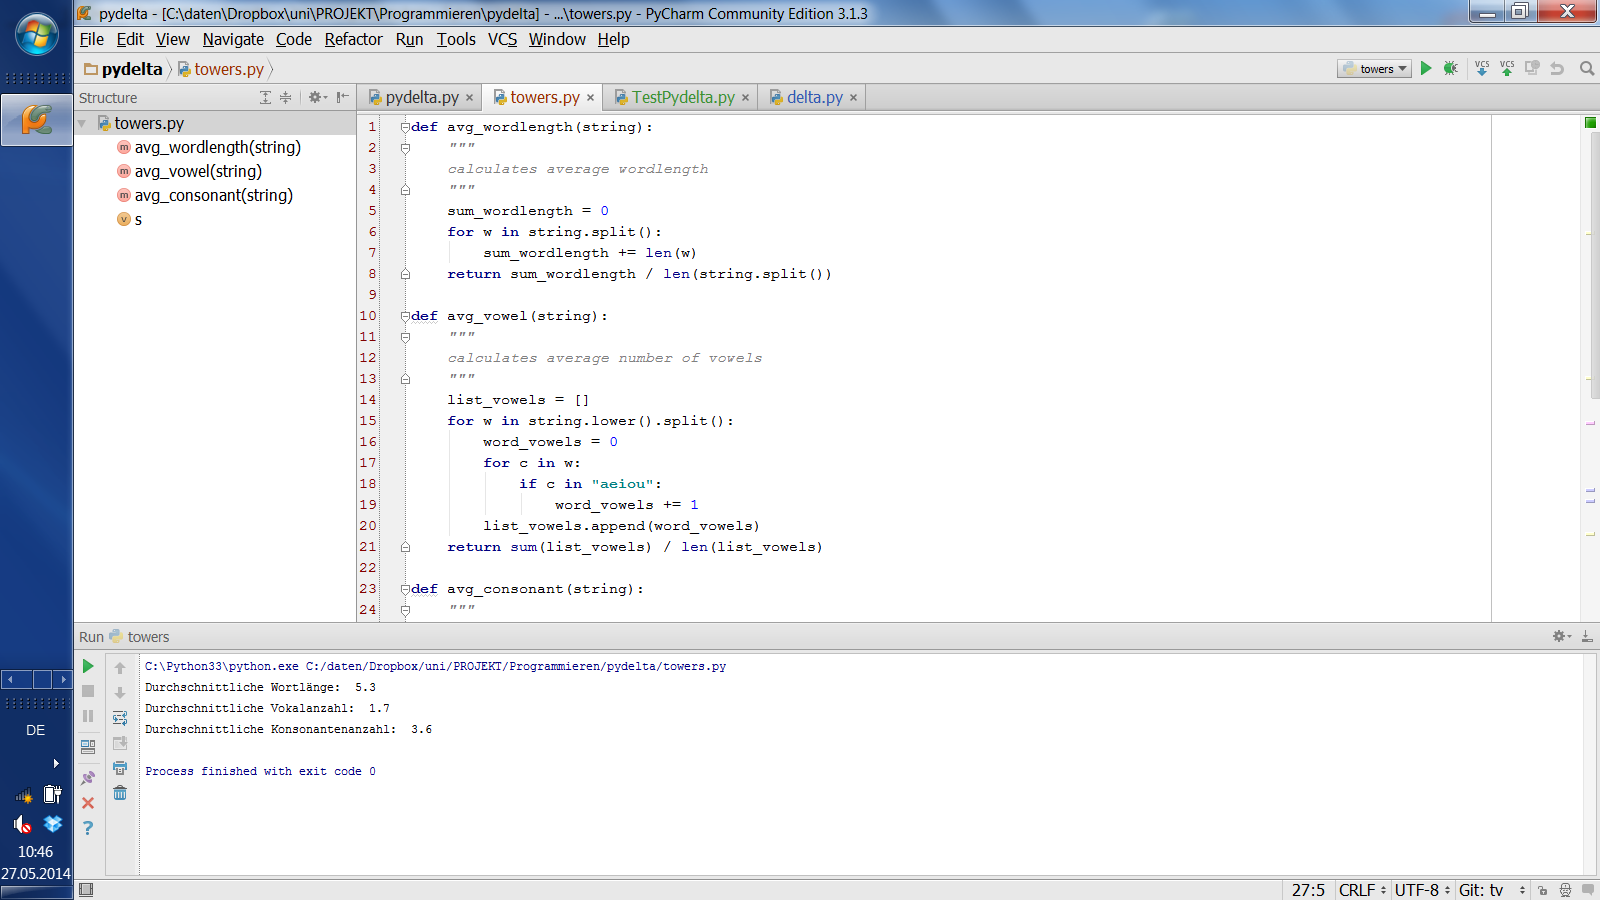 pydelta - [C:\daten\Dropbox\uni\PROJEKT\Programmieren\pydelta] - ...\towers.py - PyCharm Community Edition 3.1.3
File Edit View Navigate Code Refactor Run Tools VCS Window Help
pydelta towers.py
towers VCS VCS
Structure
pydelta.py towers.py TestPydelta.py delta.py
towers.py
m avg_wordlength(string)
m avg_vowel(string)
m avg_consonant(string)
v s
1 def avg_wordlength(string):
2 """
3 calculates average wordlength
4 """
5 sum_wordlength = 0
6 for w in string.split():
7 sum_wordlength += len(w)
8 return sum_wordlength / len(string.split())
9
10 def avg_vowel(string):
11 """
12 calculates average number of vowels
13 """
14 list_vowels = []
15 for w in string.lower().split():
16 word_vowels = 0
17 for c in w:
18 if c in "aeiou":
19 word_vowels += 1
20 list_vowels.append(word_vowels)
21 return sum(list_vowels) / len(list_vowels)
22
23 def avg_consonant(string):
24 """
Run towers
C:\Python33\python.exe C:/daten/Dropbox/uni/PROJEKT/Programmieren/pydelta/towers.py
Durchschnittliche Wortlänge:  5.3
Durchschnittliche Vokalanzahl:  1.7
Durchschnittliche Konsonantenanzahl:  3.6
Process finished with exit code 0
DE
10:46
27.05.2014
27:5 CRLF UTF-8 Git: tv